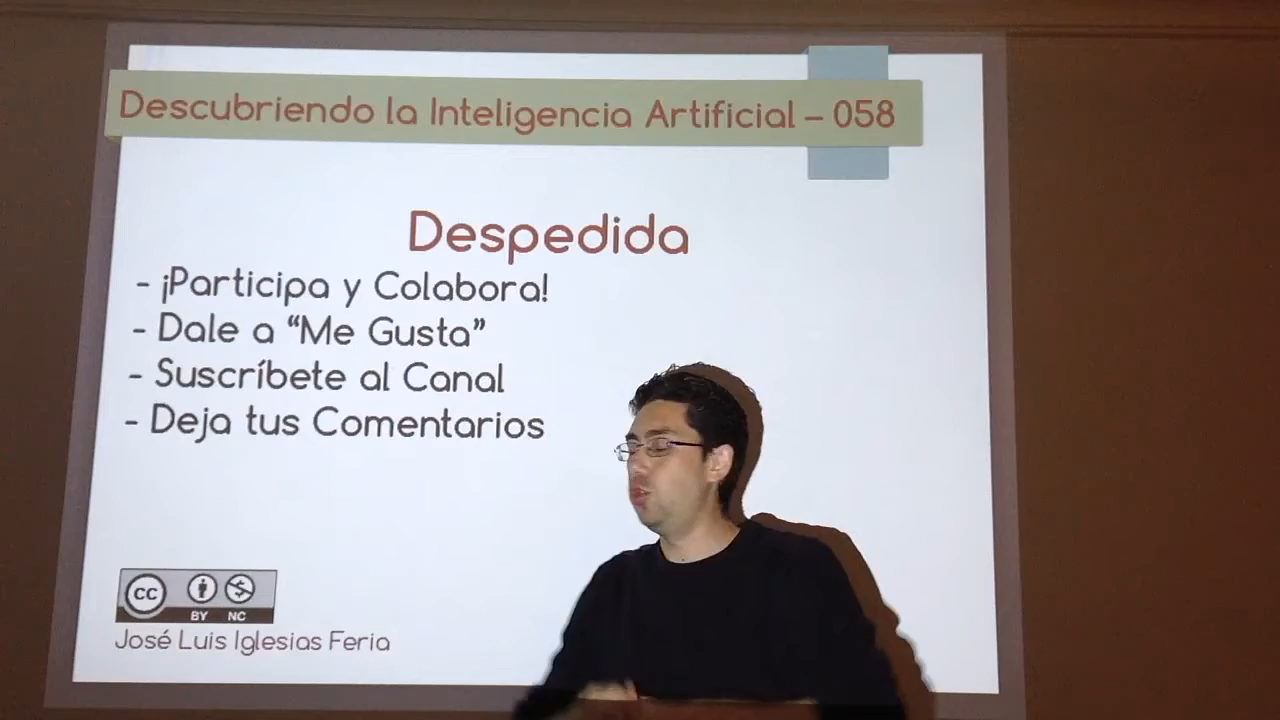 Descubriendo la Inteligencia Artificial – 058
Despedida
- ¡Participa y Colabora!
- Dale a “Me Gusta”
- Suscríbete al Canal
- Deja tus Comentarios
CC
BY NC
José Luis Iglesias Feria